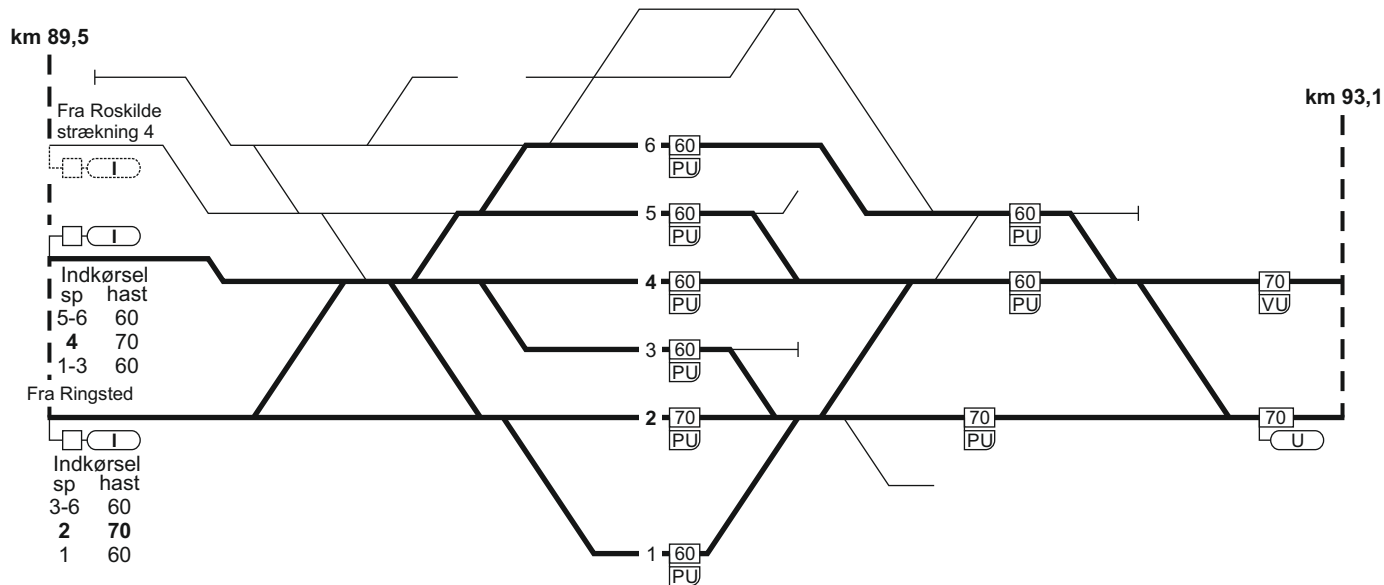 km 89,5
km 93,1
Fra Roskilde
strækning 4
I
6 60
PU
5 60
PU
60
PU
I
Indkørsel
sp hast
5-6 60
4 70
1-3 60
4 60
PU
60
PU
70
VU
3 60
PU
Fra Ringsted
2 70
PU
70
PU
70
U
I
Indkørsel
sp hast
3-6 60
2 70
1 60
1 60
PU